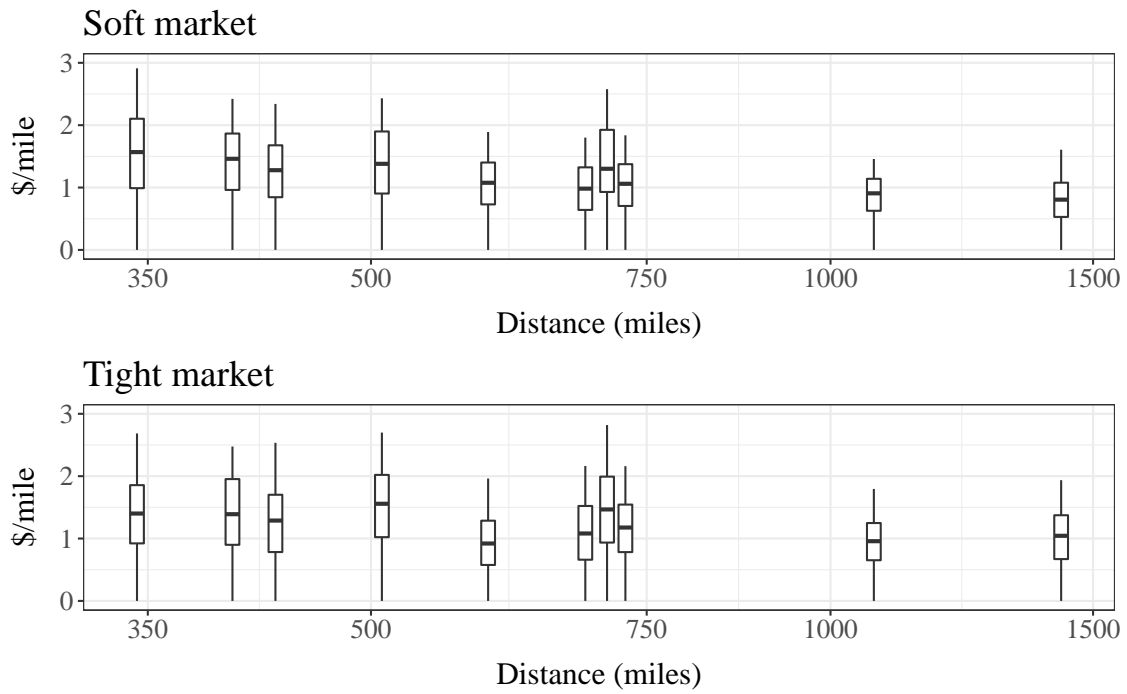 Soft market
3
2
1
0
$/mile
350 500 750 1000 1500
Distance (miles)
Tight market
3
2
1
0
$/mile
350 500 750 1000 1500
Distance (miles)